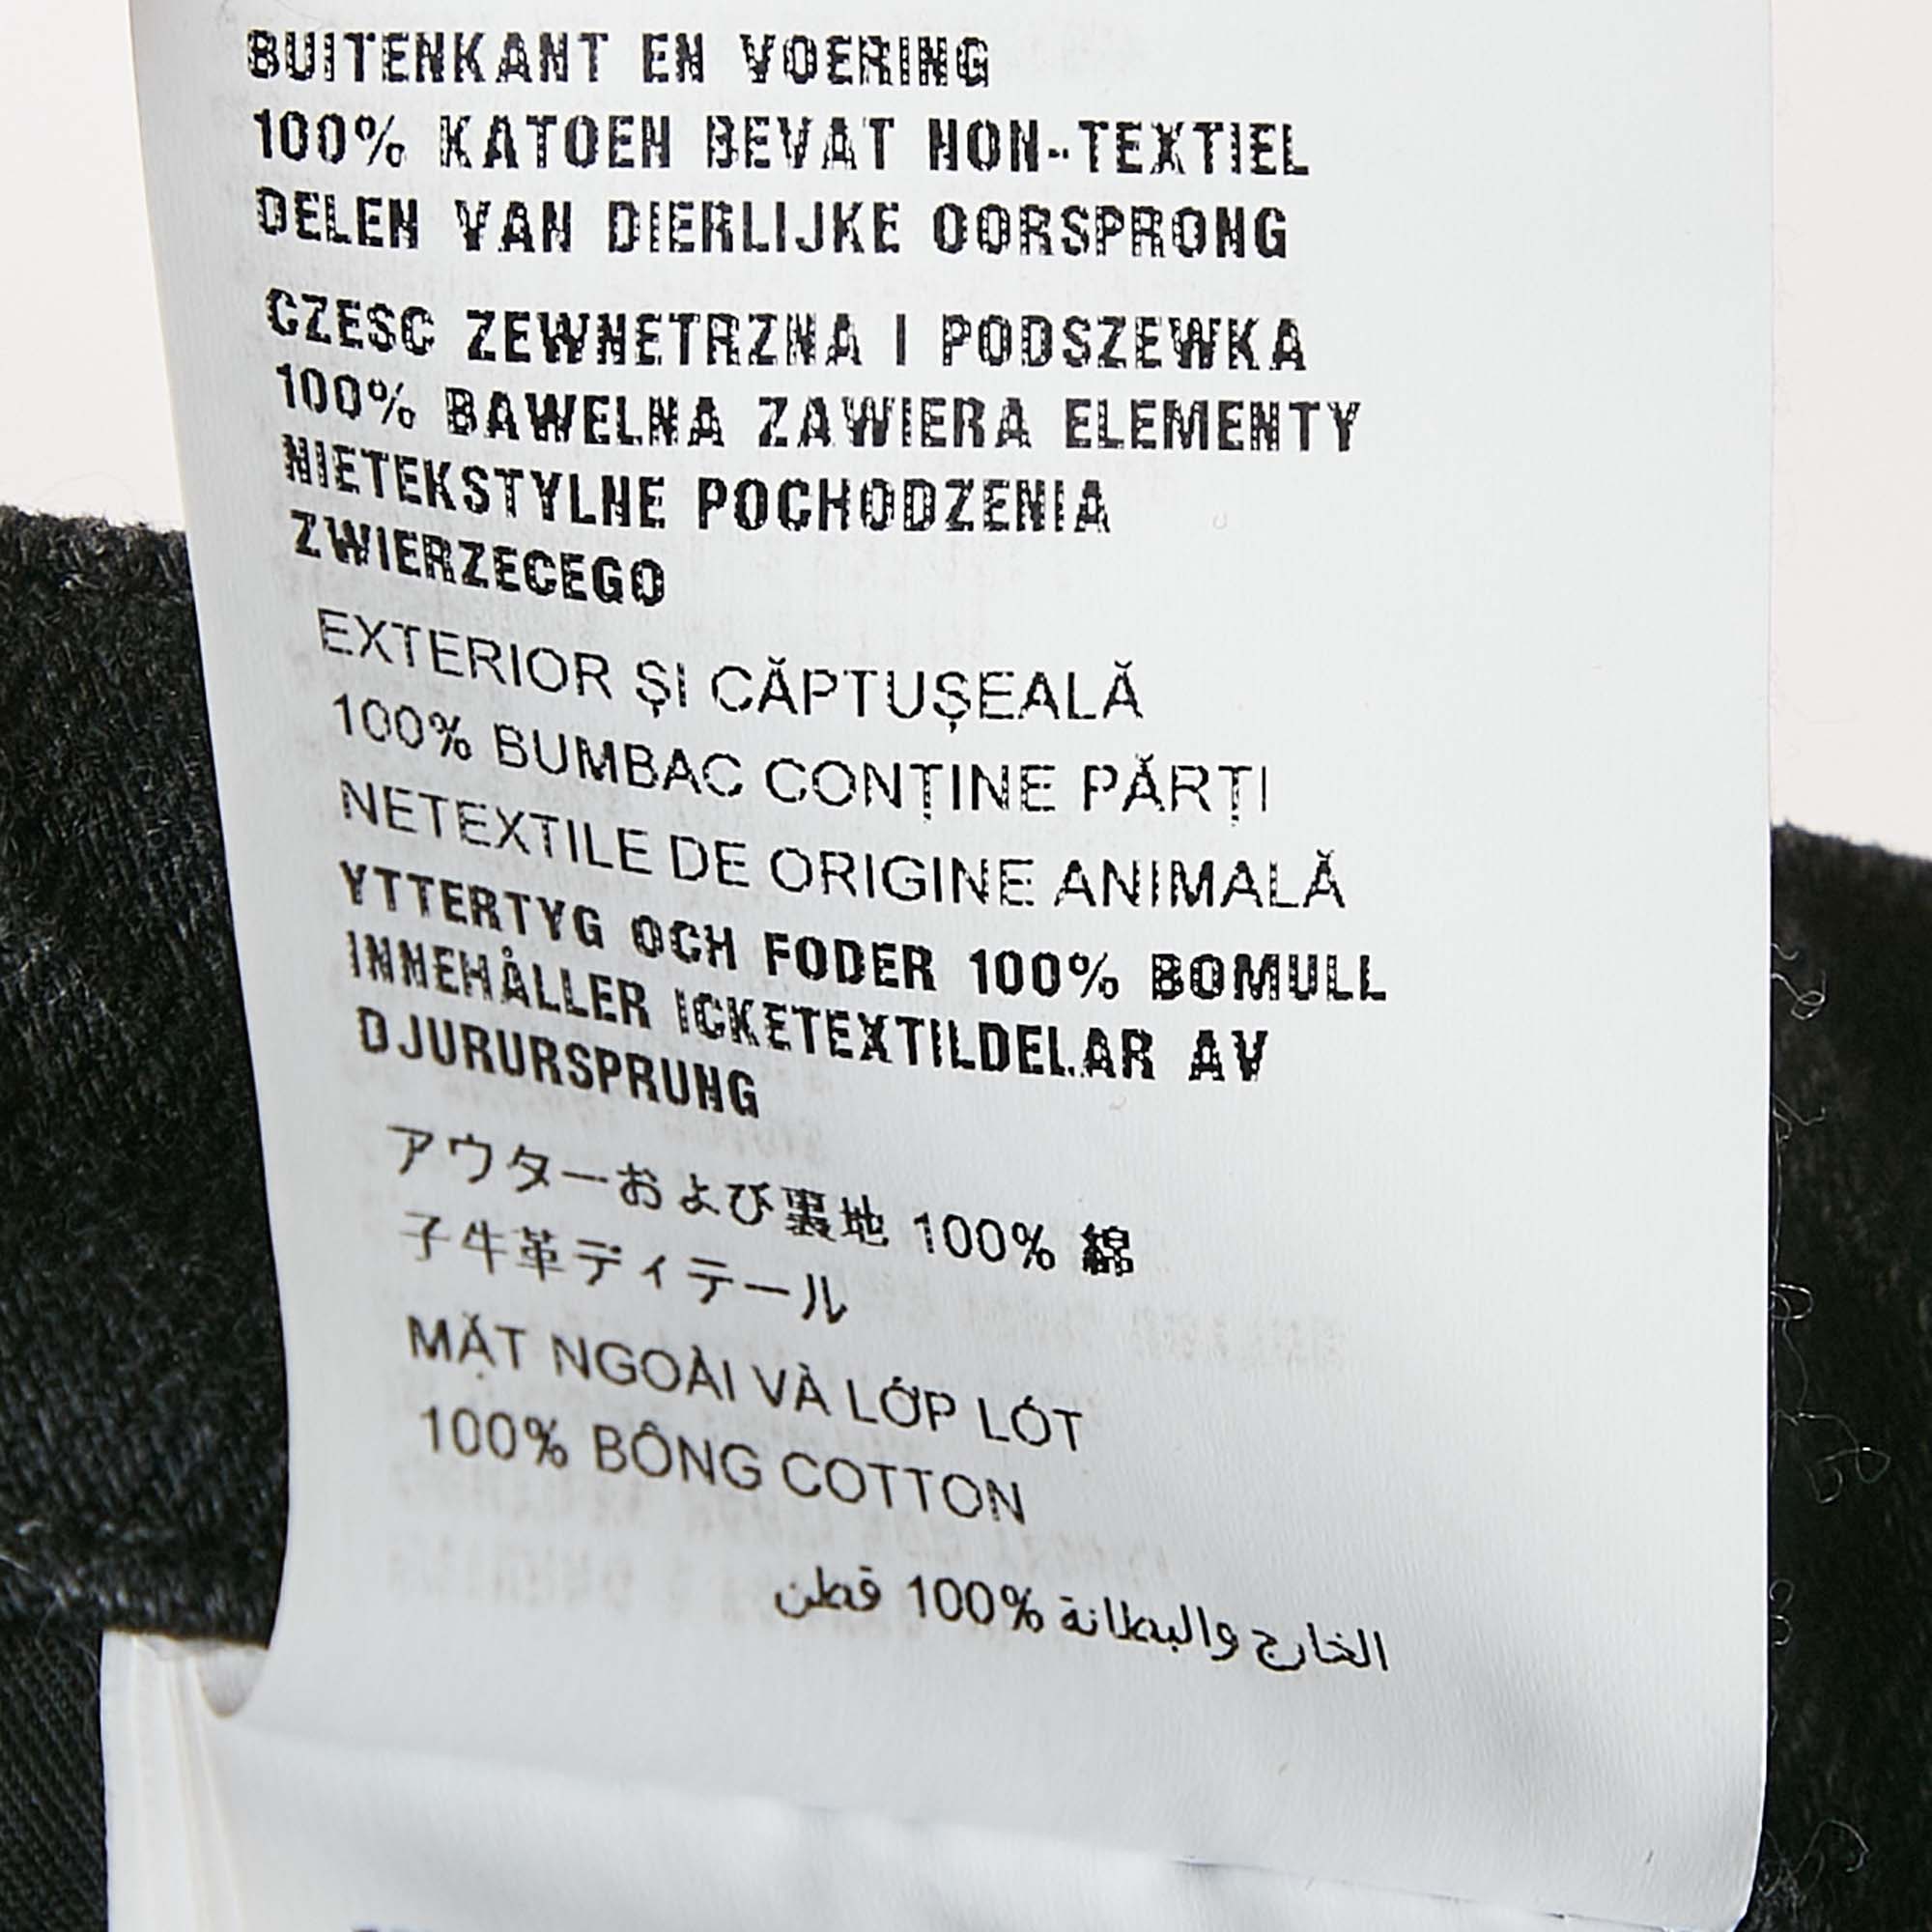 BUITENKANT EN VOERING
100% KATOEN BEVAT NON-TEXTIEL
DELEN VAN DIERLIJKE OORSPRONG
CZESC ZEWNETRZNA I PODSZEWKA
100% BAWELNA ZAWIERA ELEMENTY
NIETEKSTYLNE POCHODZENIA
ZWIERZECEGO
EXTERIOR ȘI CĂPTUȘEALĂ
100% BUMBAC CONȚINE PĂRȚI
NETEXTILE DE ORIGINE ANIMALĂ
YTTERTYG OCH FODER 100% BOMULL
INNEHÅLLER ICKETEXTILDELAR AV
DJURURSPRUNG
アウターおよび裏地 100% 綿
子牛革ディテール
MẶT NGOÀI VÀ LỚP LÓT
100% BÔNG COTTON
الخارج والبطانة 100% قطن